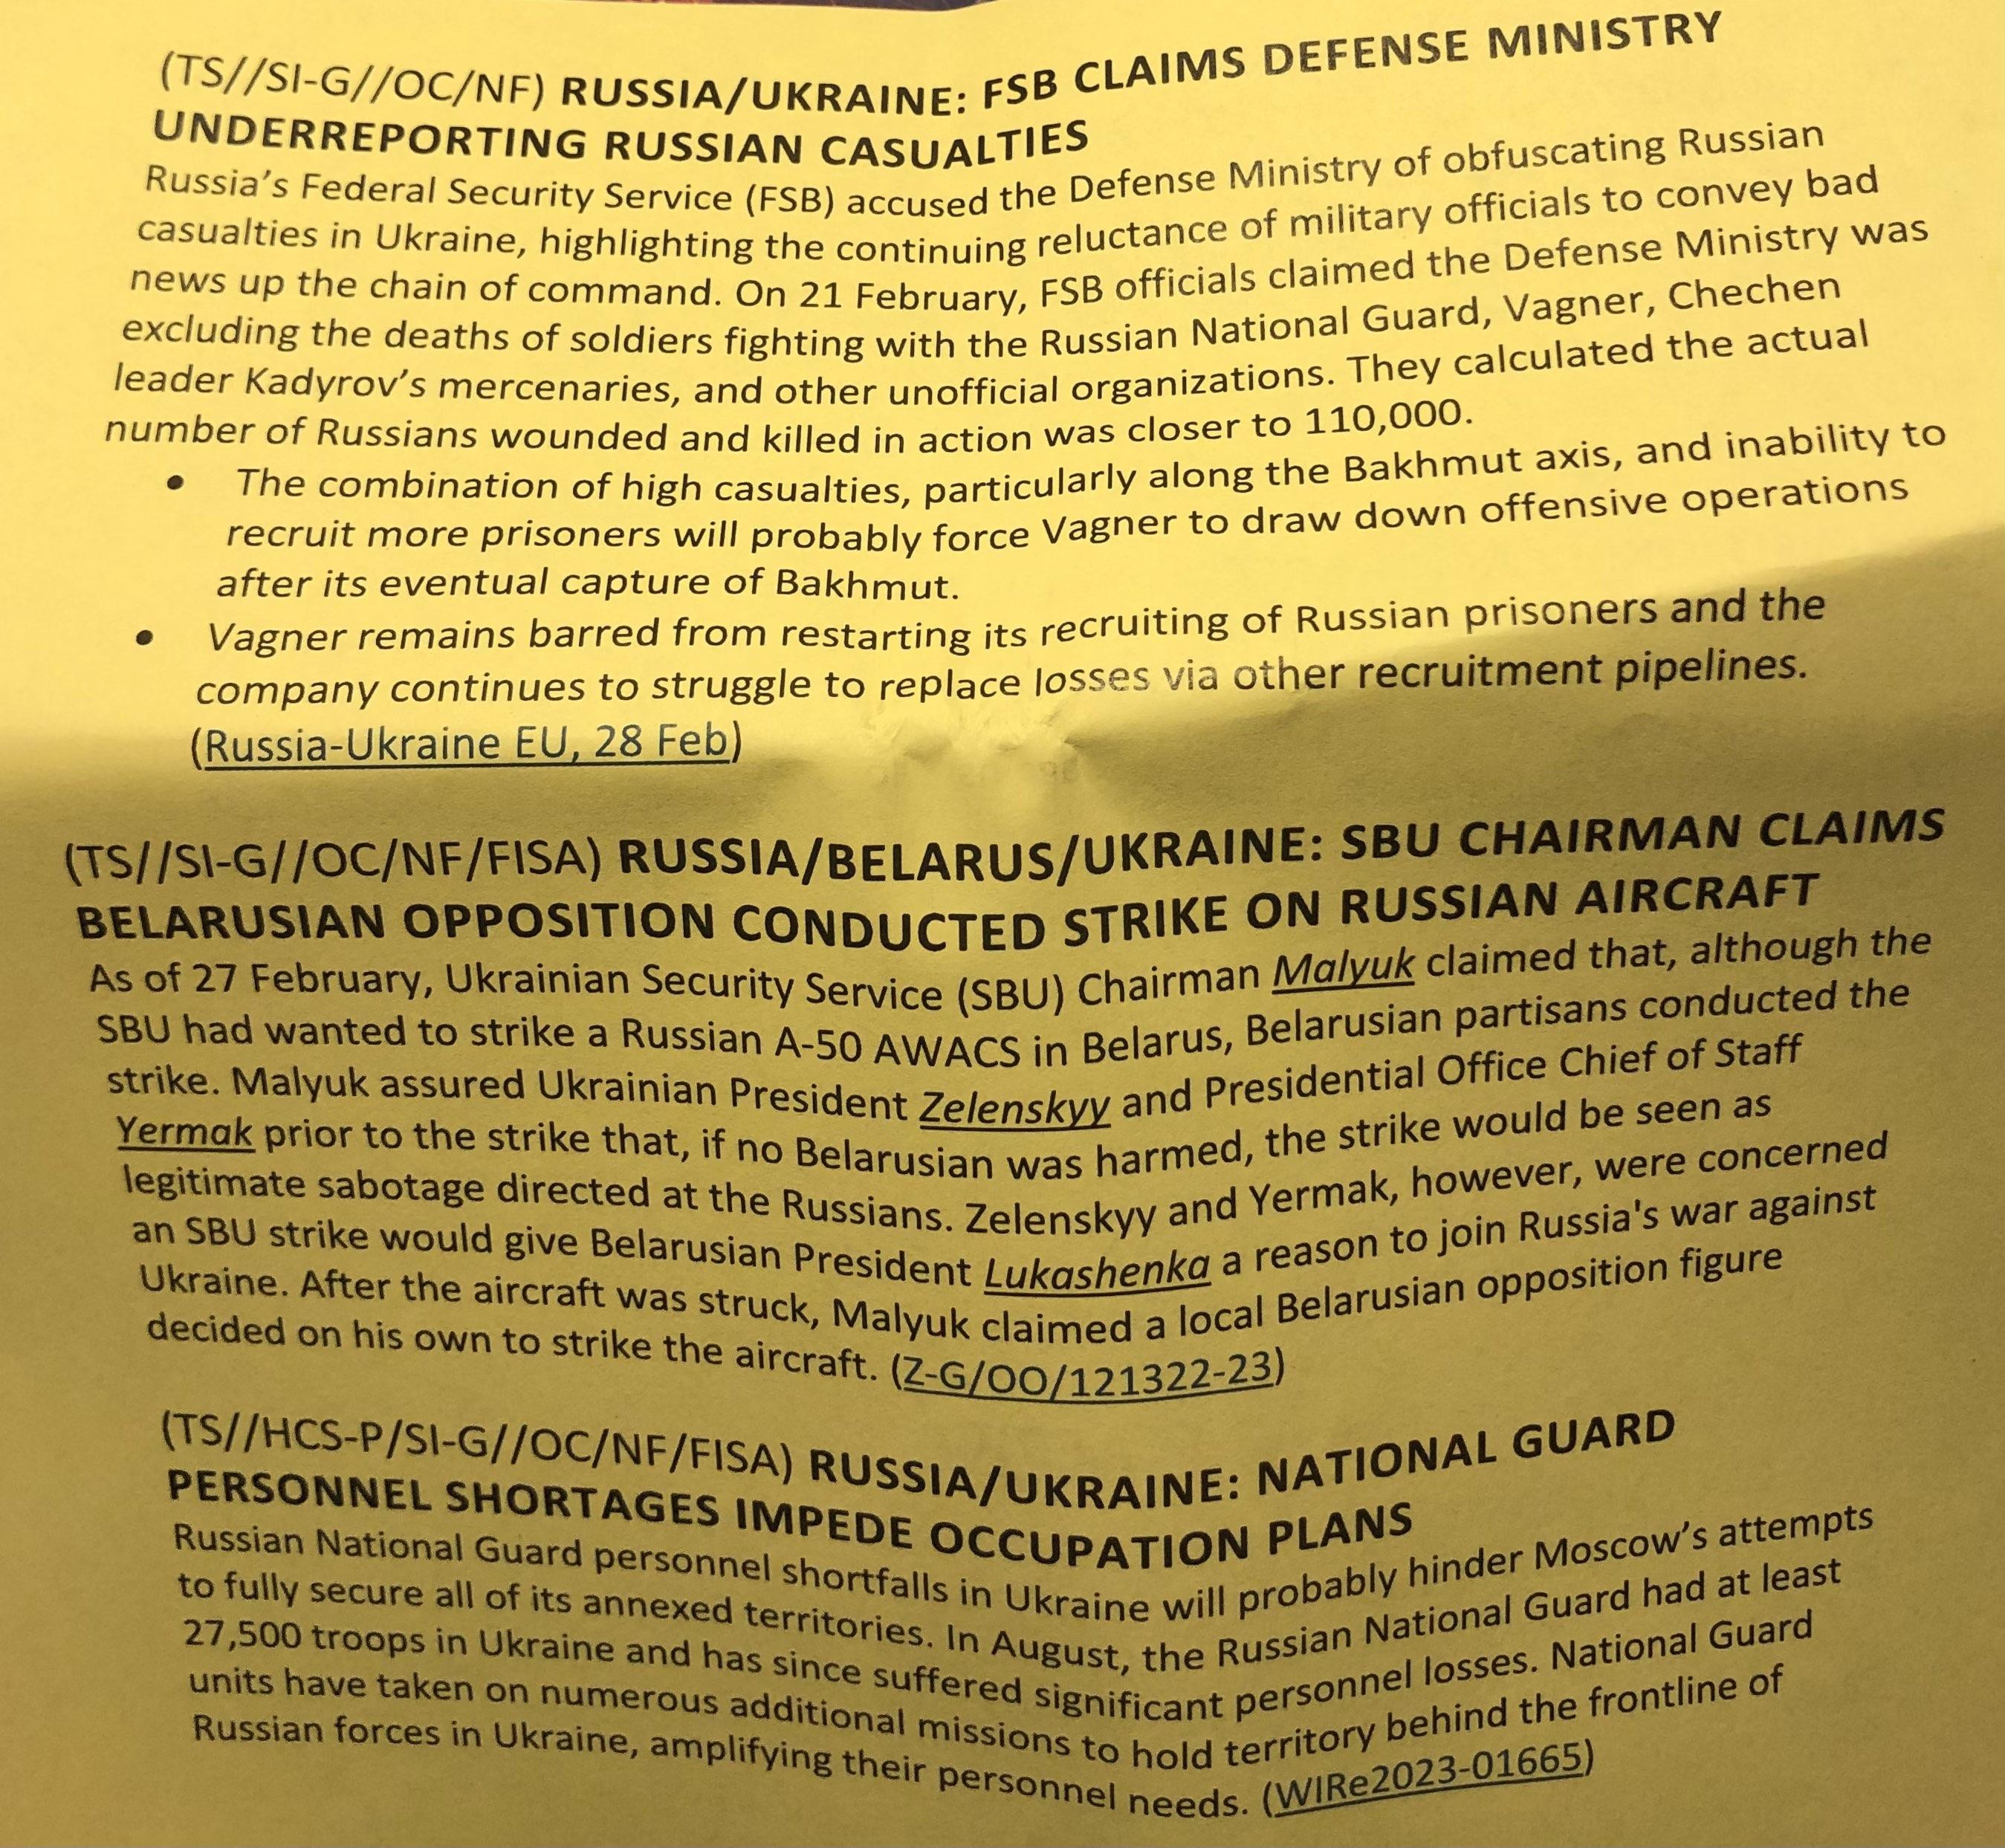 (TS//SI-G//OC/NF) RUSSIA/UKRAINE: FSB CLAIMS DEFENSE MINISTRY
UNDERREPORTING RUSSIAN CASUALTIES
Russia's Federal Security Service (FSB) accused the Defense Ministry of obfuscating Russian
casualties in Ukraine, highlighting the continuing reluctance of military officials to convey bad
news up the chain of command. On 21 February, FSB officials claimed the Defense Ministry was
excluding the deaths of soldiers fighting with the Russian National Guard, Vagner, Chechen
leader Kadyrov's mercenaries, and other unofficial organizations. They calculated the actual
number of Russians wounded and killed in action was closer to 110,000.
• The combination of high casualties, particularly along the Bakhmut axis, and inability to
recruit more prisoners will probably force Vagner to draw down offensive operations
after its eventual capture of Bakhmut.
• Vagner remains barred from restarting its recruiting of Russian prisoners and the
company continues to struggle to replace losses via other recruitment pipelines.
(Russia-Ukraine EU, 28 Feb)
(TS//SI-G//OC/NF/FISA) RUSSIA/BELARUS/UKRAINE: SBU CHAIRMAN CLAIMS
BELARUSIAN OPPOSITION CONDUCTED STRIKE ON RUSSIAN AIRCRAFT
As of 27 February, Ukrainian Security Service (SBU) Chairman Malyuk claimed that, although the
SBU had wanted to strike a Russian A-50 AWACS in Belarus, Belarusian partisans conducted the
strike. Malyuk assured Ukrainian President Zelenskyy and Presidential Office Chief of Staff
Yermak prior to the strike that, if no Belarusian was harmed, the strike would be seen as
legitimate sabotage directed at the Russians. Zelenskyy and Yermak, however, were concerned
an SBU strike would give Belarusian President Lukashenka a reason to join Russia's war against
Ukraine. After the aircraft was struck, Malyuk claimed a local Belarusian opposition figure
decided on his own to strike the aircraft. (Z-G/OO/121322-23)
(TS//HCS-P/SI-G//OC/NF/FISA) RUSSIA/UKRAINE: NATIONAL GUARD
PERSONNEL SHORTAGES IMPEDE OCCUPATION PLANS
Russian National Guard personnel shortfalls in Ukraine will probably hinder Moscow's attempts
to fully secure all of its annexed territories. In August, the Russian National Guard had at least
27,500 troops in Ukraine and has since suffered significant personnel losses. National Guard
units have taken on numerous additional missions to hold territory behind the frontline of
Russian forces in Ukraine, amplifying their personnel needs. (WIRe2023-01665)